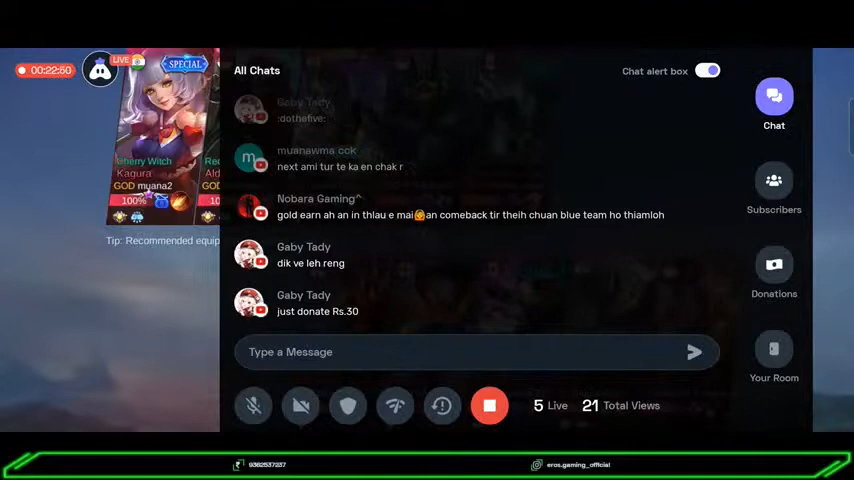 00:22:50
LIVE
SPECIAL
All Chats
Chat alert box
Gaby Tady
:dothefive:
Chat
m
muanawma cck
next ami tur te ka en chak r
Cherry Witch
Kagura
GOD muana2
GOD
100%
Nobara Gaming^
gold earn ah an in thlau e mai🙆an comeback tir theih chuan blue team ho thiamloh
Subscribers
Tip: Recommended equip
Gaby Tady
dik ve leh reng
Donations
Gaby Tady
just donate Rs.30
Type a Message
Your Room
5 Live 21 Total Views
9362537237
eros.gaming_official